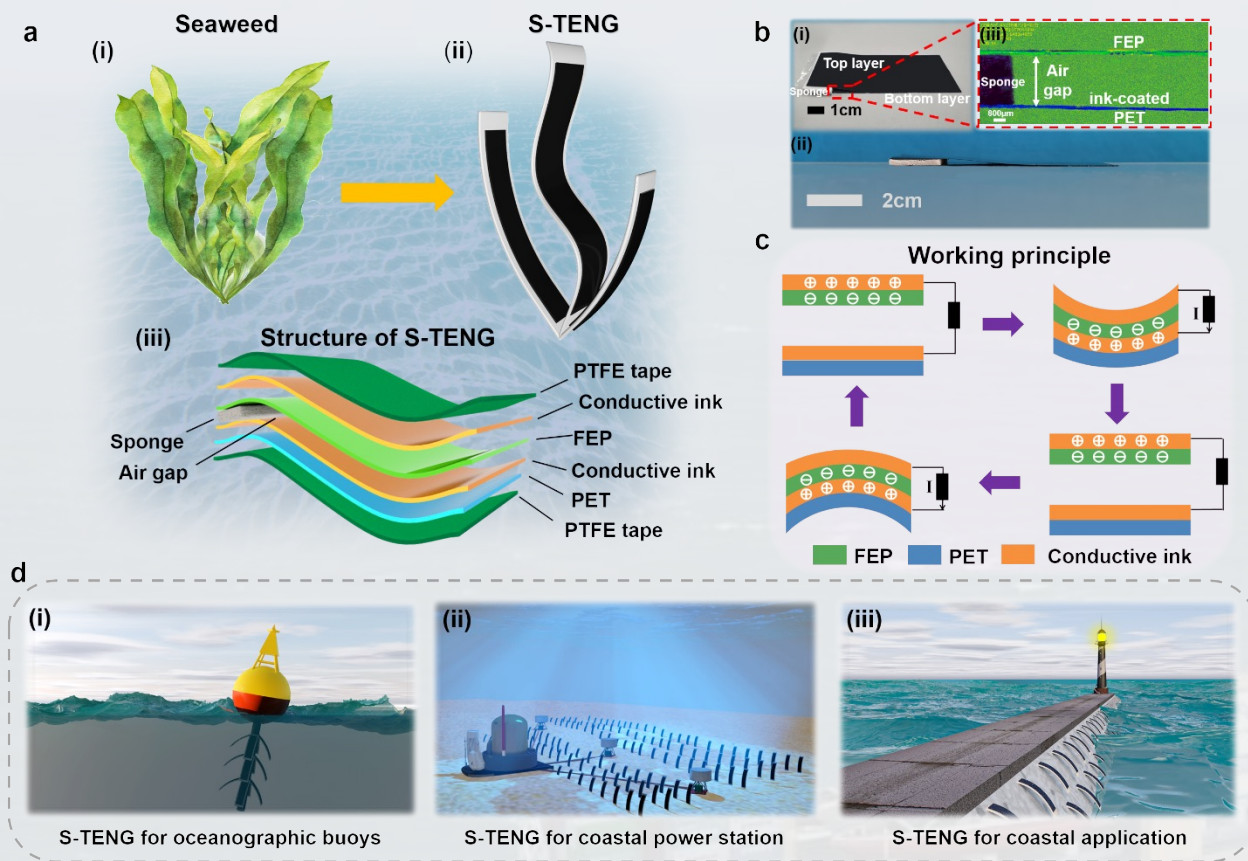 a
Seaweed
S-TENG
(i)
(ii)
(iii)
Structure of S-TENG
PTFE tape
Conductive ink
FEP
Sponge
Air gap
Conductive ink
PET
PTFE tape
b
(i)
Top layer
Sponge
Bottom layer
1cm
(iii)
FEP
Sponge
Air
gap
ink-coated
PET
600μm
(ii)
2cm
c
Working principle
I
I
FEP
PET
Conductive ink
d
(i)
(ii)
(iii)
S-TENG for oceanographic buoys
S-TENG for coastal power station
S-TENG for coastal application